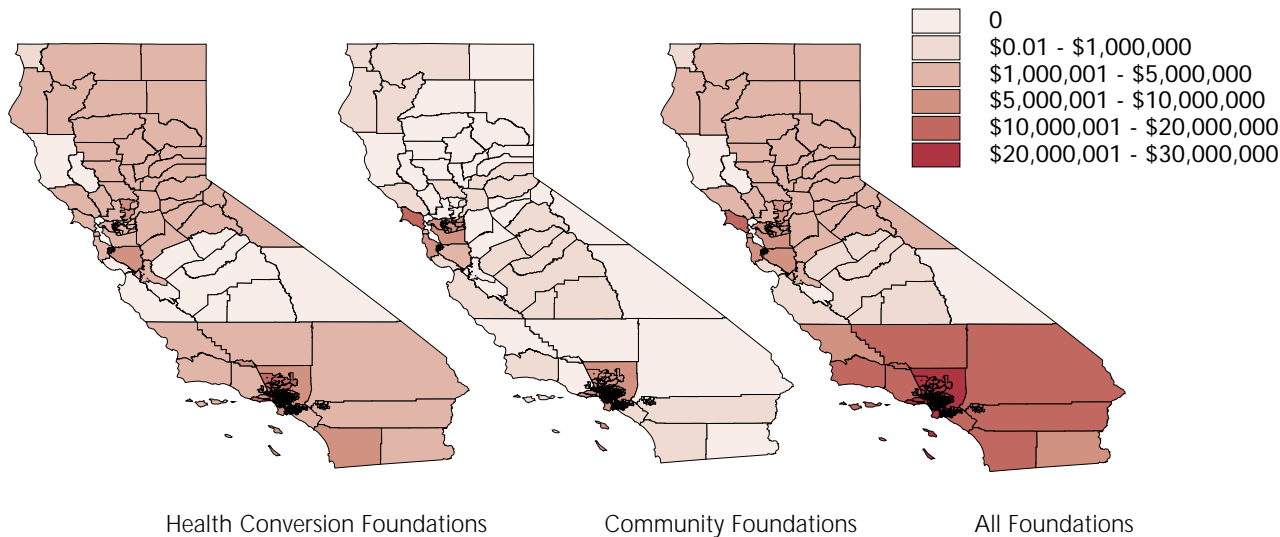 0
$0.01 - $1,000,000
$1,000,001 - $5,000,000
$5,000,001 - $10,000,000
$10,000,001 - $20,000,000
$20,000,001 - $30,000,000
Health Conversion Foundations
Community Foundations
All Foundations